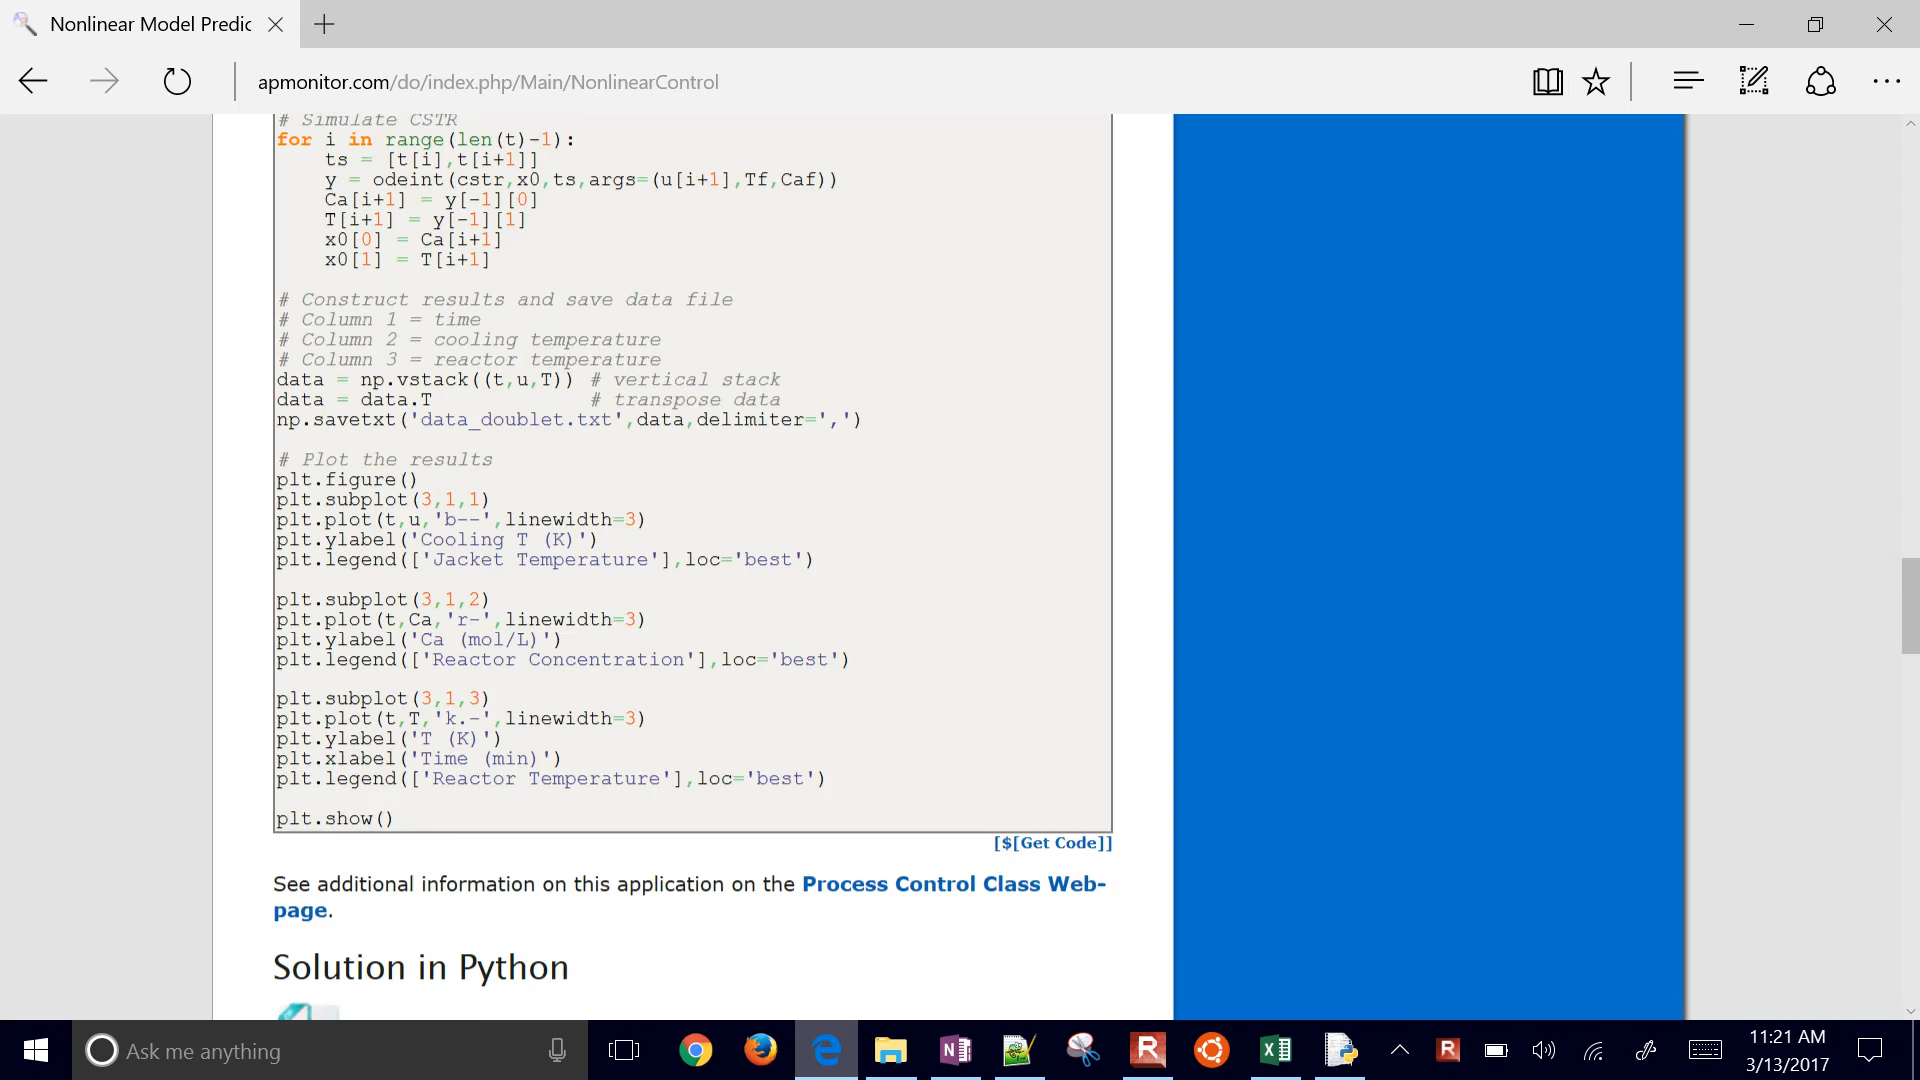 Nonlinear Model Predic
apmonitor.com/do/index.php/Main/NonlinearControl
# Simulate CSTR
for i in range(len(t)-1):
    ts = [t[i],t[i+1]]
    y = odeint(cstr,x0,ts,args=(u[i+1],Tf,Caf))
    Ca[i+1] = y[-1][0]
    T[i+1] = y[-1][1]
    x0[0] = Ca[i+1]
    x0[1] = T[i+1]
# Construct results and save data file
# Column 1 = time
# Column 2 = cooling temperature
# Column 3 = reactor temperature
data = np.vstack((t,u,T)) # vertical stack
data = data.T             # transpose data
np.savetxt('data_doublet.txt',data,delimiter=',')
# Plot the results
plt.figure()
plt.subplot(3,1,1)
plt.plot(t,u,'b--',linewidth=3)
plt.ylabel('Cooling T (K)')
plt.legend(['Jacket Temperature'],loc='best')
plt.subplot(3,1,2)
plt.plot(t,Ca,'r-',linewidth=3)
plt.ylabel('Ca (mol/L)')
plt.legend(['Reactor Concentration'],loc='best')
plt.subplot(3,1,3)
plt.plot(t,T,'k.-',linewidth=3)
plt.ylabel('T (K)')
plt.xlabel('Time (min)')
plt.legend(['Reactor Temperature'],loc='best')
plt.show()
[$[Get Code]]
See additional information on this application on the Process Control Class Web-
page.
Solution in Python
Ask me anything
11:21 AM
3/13/2017